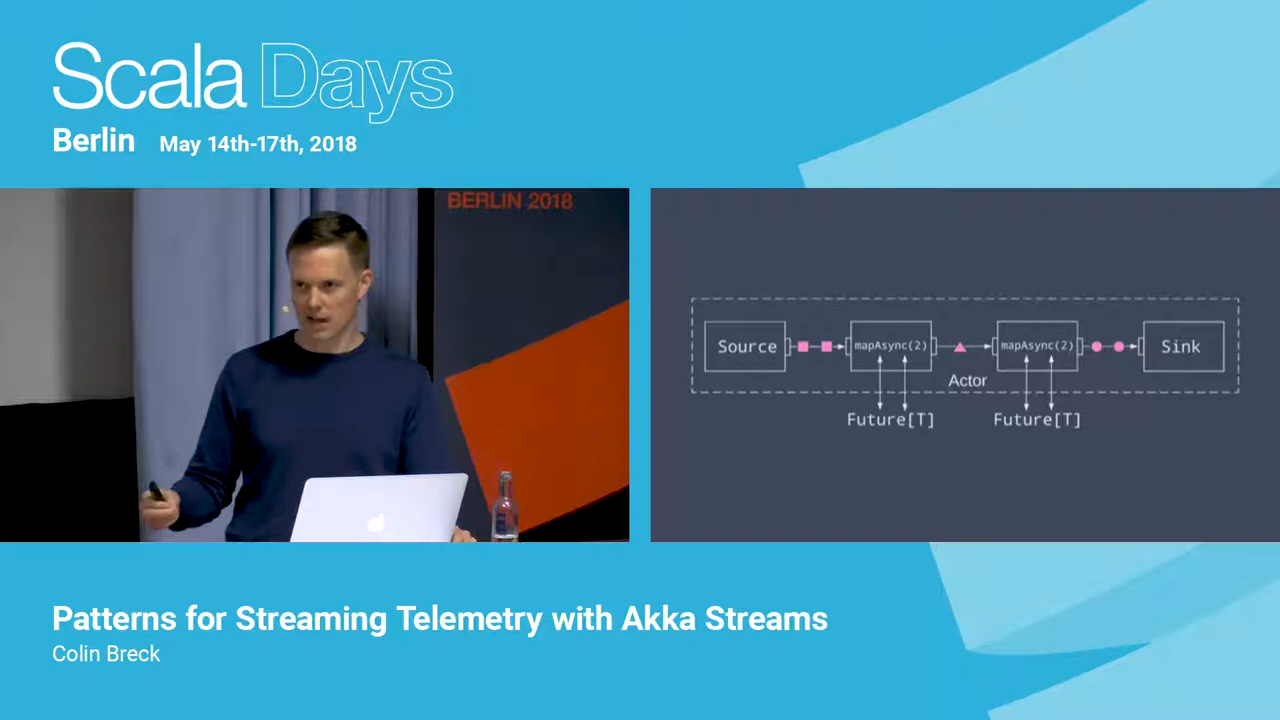 Scala Days
Berlin May 14th-17th, 2018
BERLIN 2018
Source mapAsync(2) mapAsync(2) Sink
Actor
Future[T] Future[T]
Patterns for Streaming Telemetry with Akka Streams
Colin Breck